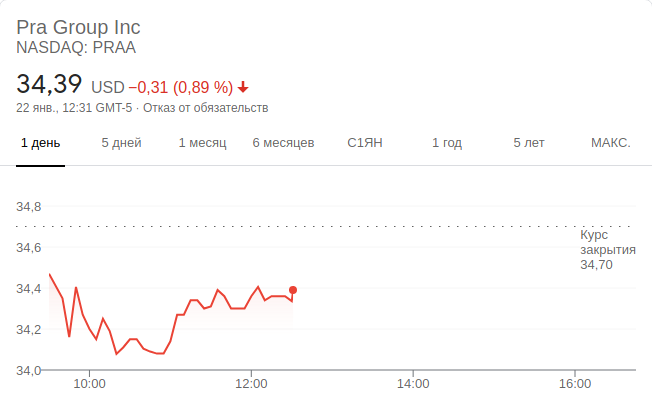 Pra Group Inc
NASDAQ: PRAA
34,39 USD −0,31 (0,89 %)
22 янв., 12:31 GMT-5 · Отказ от обязательств
1 день 5 дней 1 месяц 6 месяцев С1ЯН 1 год 5 лет МАКС.
34,8
Курс
закрытия
34,70
34,6
34,4
34,2
34,0
10:00 12:00 14:00 16:00